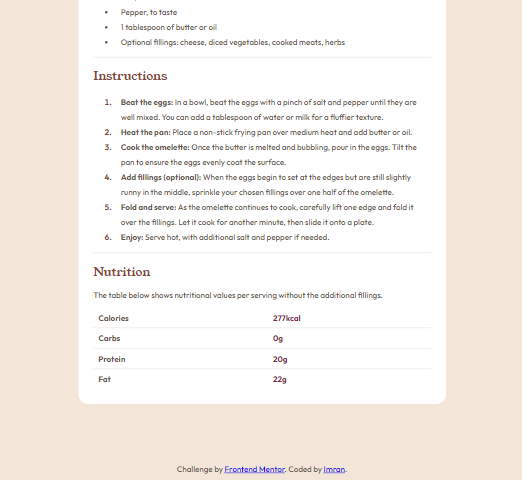 • Pepper, to taste
• 1 tablespoon of butter or oil
• Optional fillings: cheese, diced vegetables, cooked meats, herbs
Instructions
1. Beat the eggs: In a bowl, beat the eggs with a pinch of salt and pepper until they are
well mixed. You can add a tablespoon of water or milk for a fluffier texture.
2. Heat the pan: Place a non-stick frying pan over medium heat and add butter or oil.
3. Cook the omelette: Once the butter is melted and bubbling, pour in the eggs. Tilt the
pan to ensure the eggs evenly coat the surface.
4. Add fillings (optional): When the eggs begin to set at the edges but are still slightly
runny in the middle, sprinkle your chosen fillings over one half of the omelette.
5. Fold and serve: As the omelette continues to cook, carefully lift one edge and fold it
over the fillings. Let it cook for another minute, then slide it onto a plate.
6. Enjoy: Serve hot, with additional salt and pepper if needed.
Nutrition
The table below shows nutritional values per serving without the additional fillings.
Calories 277kcal
Carbs 0g
Protein 20g
Fat 22g
Challenge by Frontend Mentor. Coded by Imran.